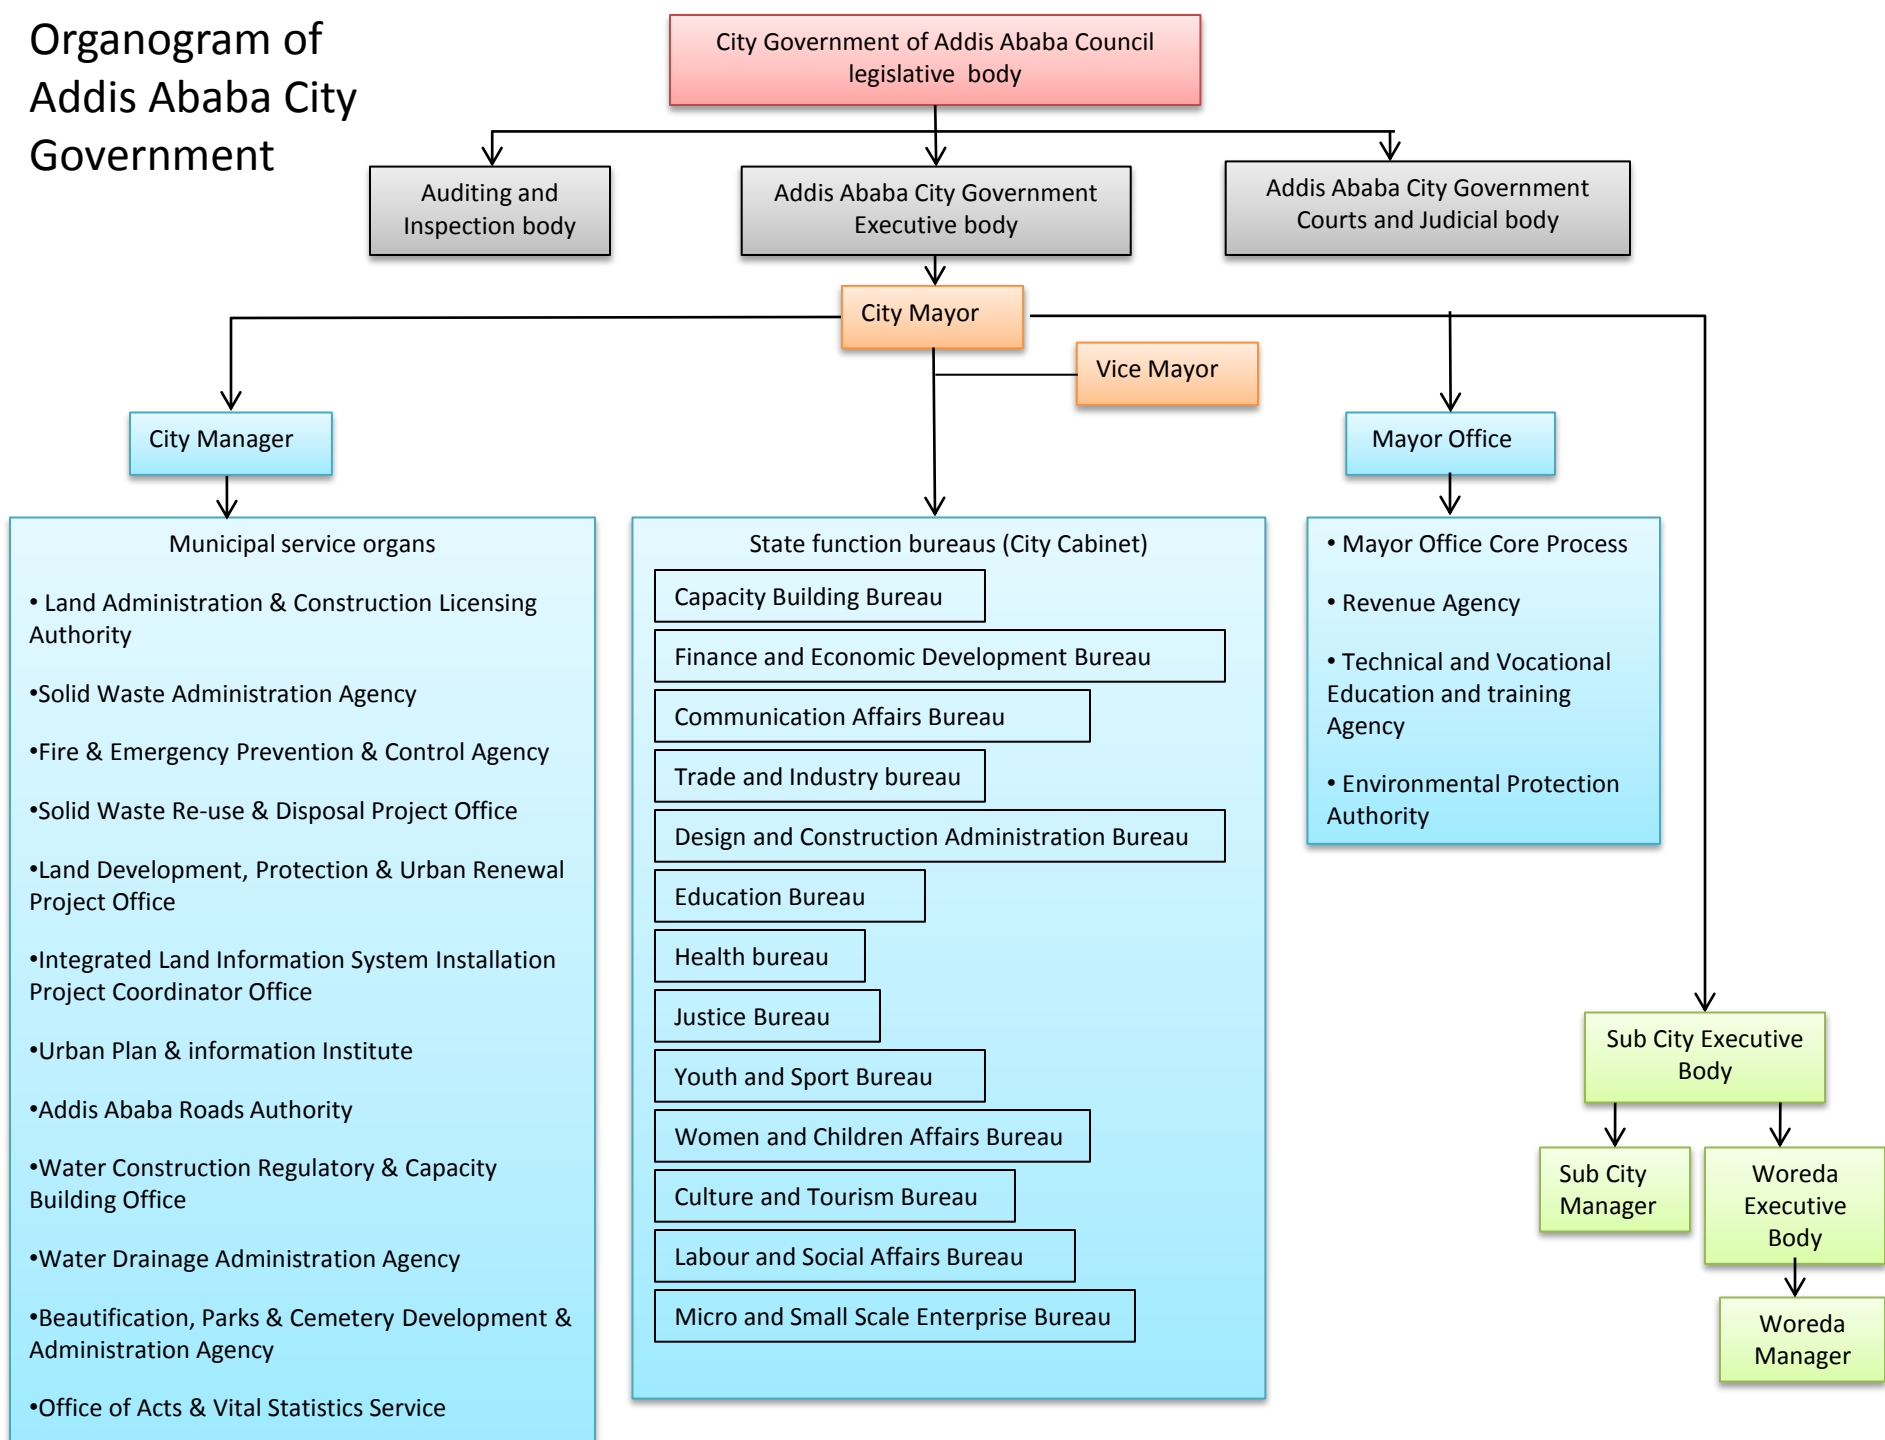 Organogram of
Addis Ababa City
Government
City Government of Addis Ababa Council
legislative body
Auditing and
Inspection body
Addis Ababa City Government
Executive body
Addis Ababa City Government
Courts and Judicial body
City Mayor
Vice Mayor
City Manager
Mayor Office
Municipal service organs
• Land Administration & Construction Licensing
Authority
•Solid Waste Administration Agency
•Fire & Emergency Prevention & Control Agency
•Solid Waste Re-use & Disposal Project Office
•Land Development, Protection & Urban Renewal
Project Office
•Integrated Land Information System Installation
Project Coordinator Office
•Urban Plan & information Institute
•Addis Ababa Roads Authority
•Water Construction Regulatory & Capacity
Building Office
•Water Drainage Administration Agency
•Beautification, Parks & Cemetery Development &
Administration Agency
•Office of Acts & Vital Statistics Service
State function bureaus (City Cabinet)
Capacity Building Bureau
Finance and Economic Development Bureau
Communication Affairs Bureau
Trade and Industry bureau
Design and Construction Administration Bureau
Education Bureau
Health bureau
Justice Bureau
Youth and Sport Bureau
Women and Children Affairs Bureau
Culture and Tourism Bureau
Labour and Social Affairs Bureau
Micro and Small Scale Enterprise Bureau
• Mayor Office Core Process
• Revenue Agency
• Technical and Vocational
Education and training
Agency
• Environmental Protection
Authority
Sub City Executive
Body
Sub City
Manager
Woreda
Executive
Body
Woreda
Manager